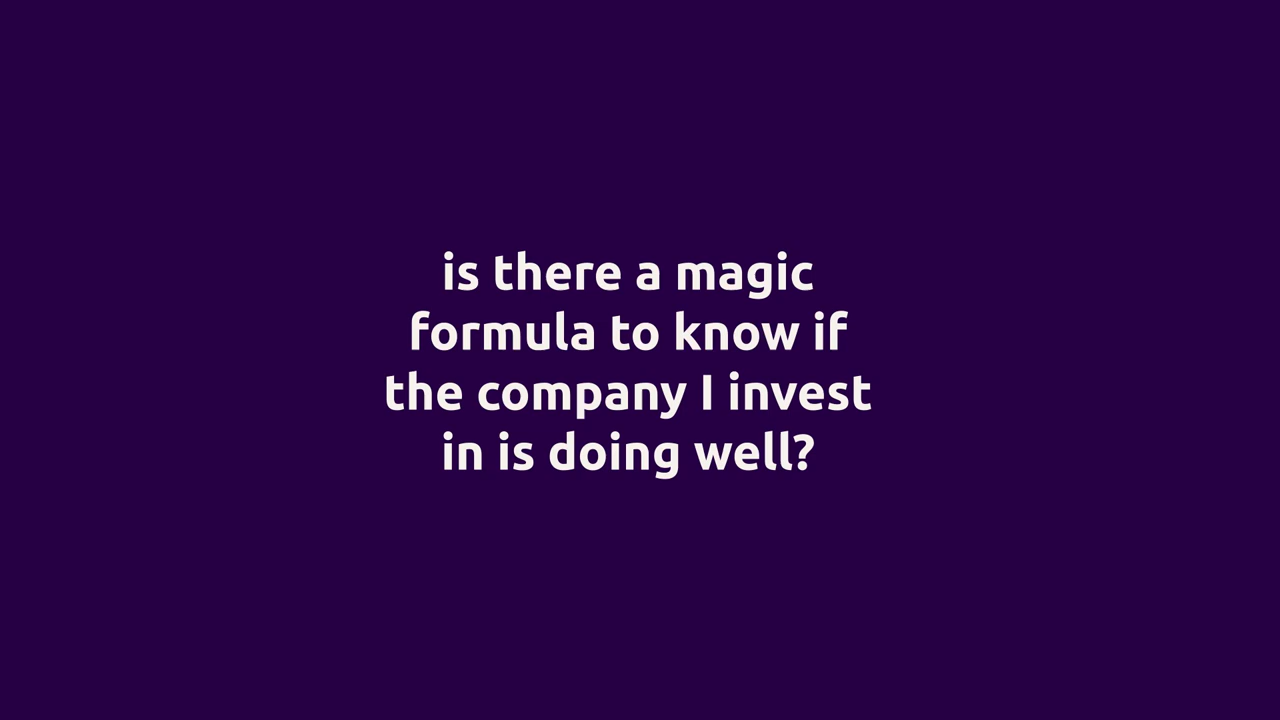 is there a magic
formula to know if
the company I invest
in is doing well?